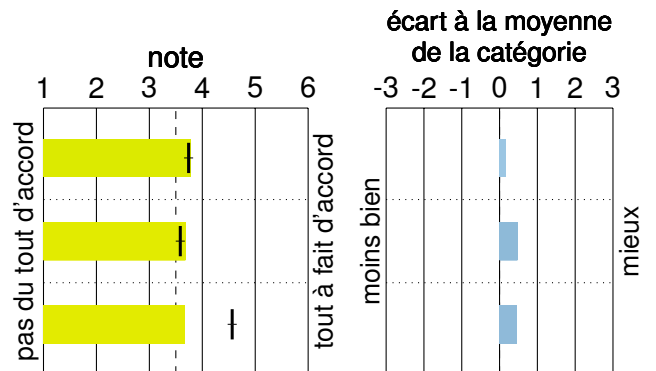 note
1 2 3 4 5 6
pas du tout d'accord
tout à fait d'accord
écart à la moyenne
de la catégorie
-3 -2 -1 0 1 2 3
moins bien
mieux